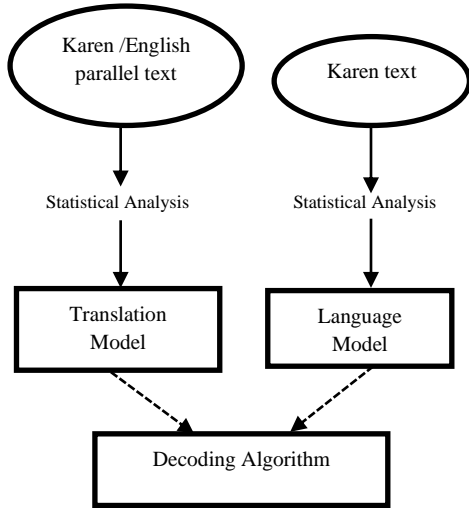 Karen /English
parallel text
Karen text
Statistical Analysis
Statistical Analysis
Translation
Model
Language
Model
Decoding Algorithm